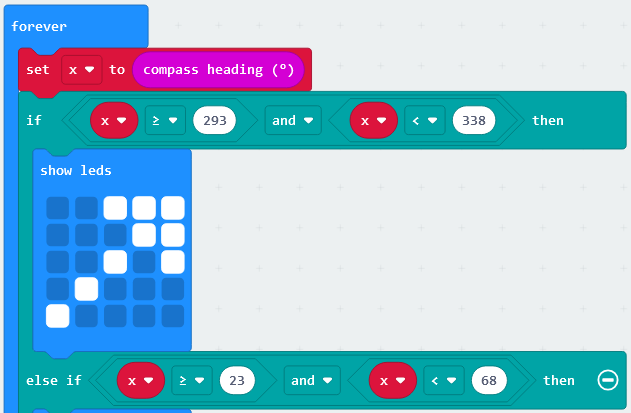 forever
set x to compass heading (°)
if x ≥ 293 and x < 338 then
show leds
else if x ≥ 23 and x < 68 then